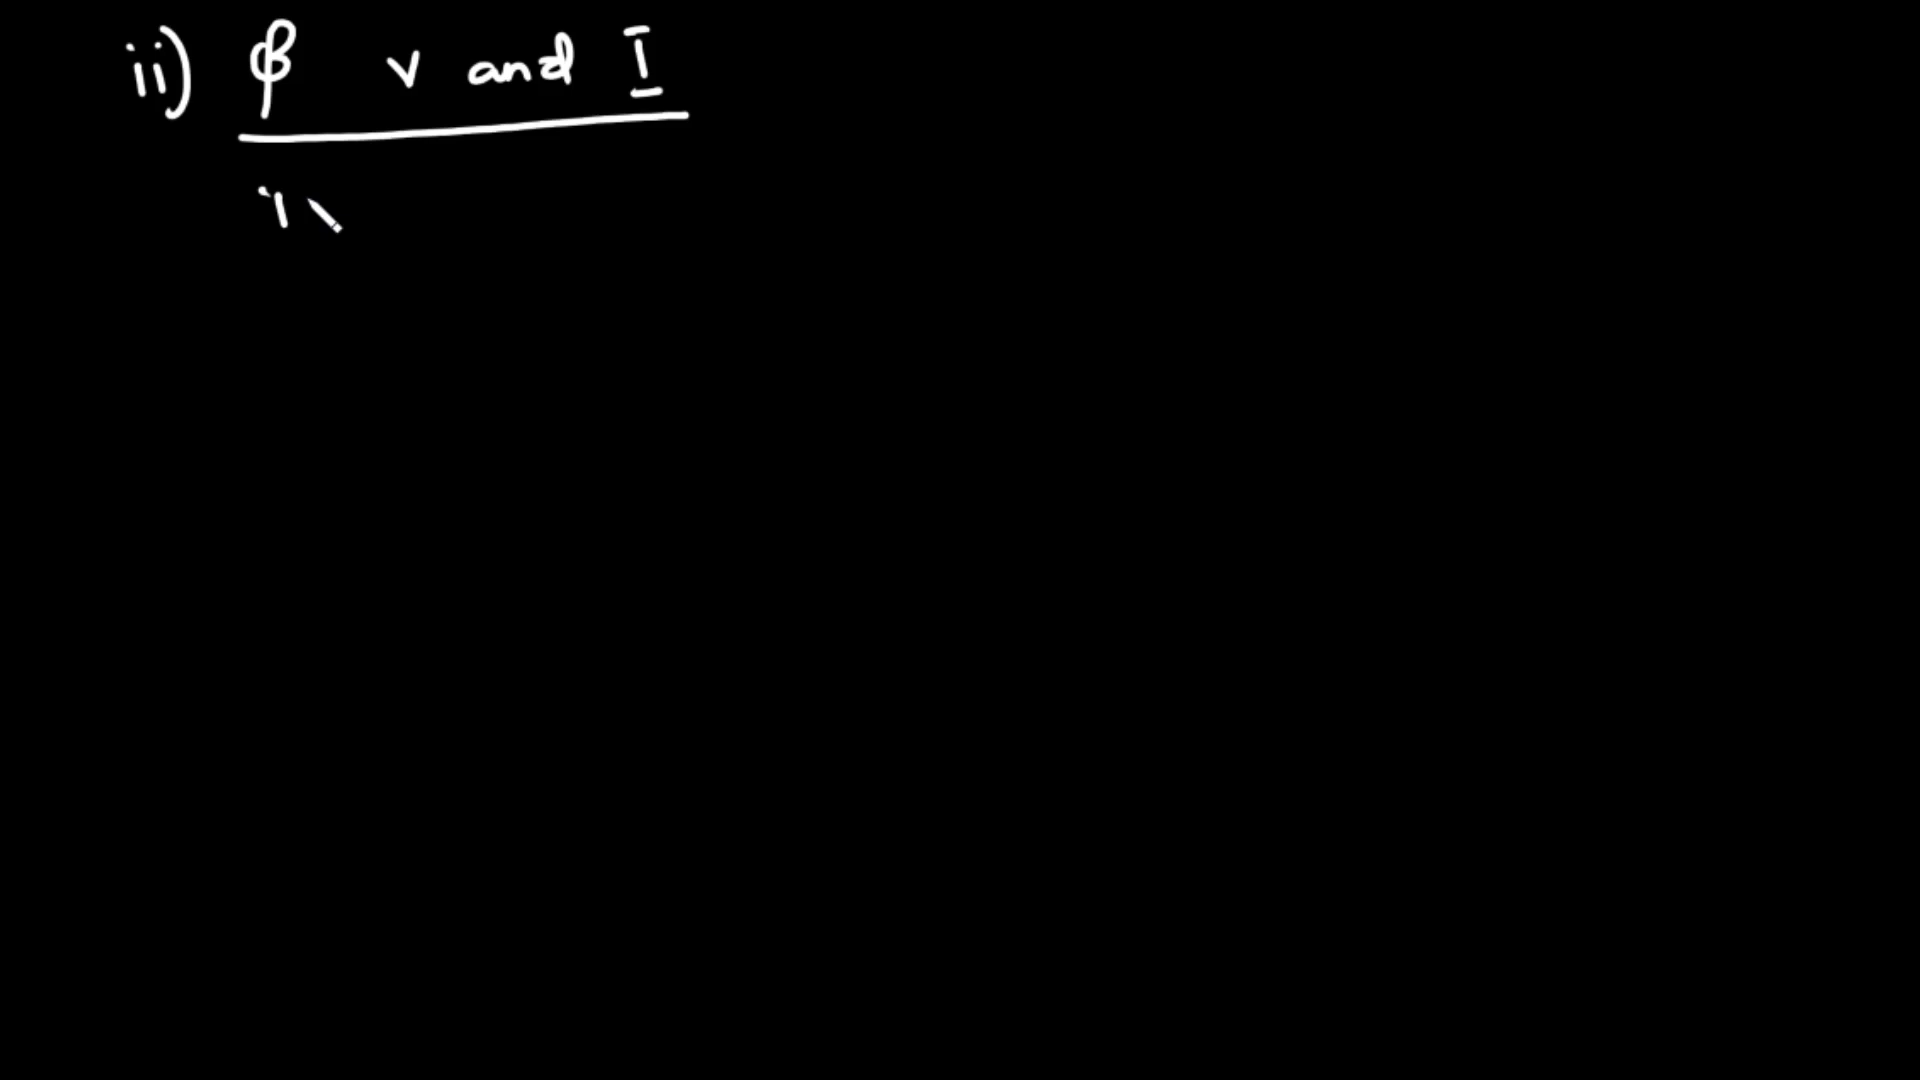 ii) φ v and I